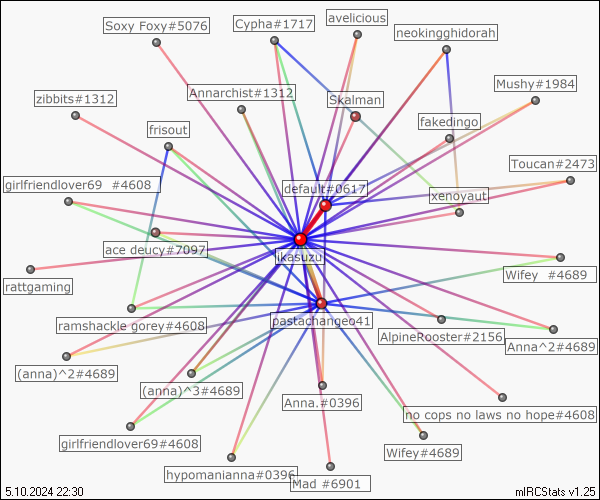 avelicious
Soxy Foxy#5076
Cypha#1717
neokingghidorah
Mushy#1984
Annarchist#1312
zibbits#1312
Skalman
fakedingo
frisout
Toucan#2473
girlfriendlover69 #4608
default#0617
xenoyaut
ace deucy#7097
ikasuzu
Wifey #4689
rattgaming
ramshackle gorey#4608
pastachangeo41
AlpineRooster#2156
Anna^2#4689
(anna)^2#4689
(anna)^3#4689
Anna.#0396
no cops no laws no hope#4608
girlfriendlover69#4608
Wifey#4689
hypomanianna#0396
Mad #6901
5.10.2024 22:30
mIRCStats v1.25